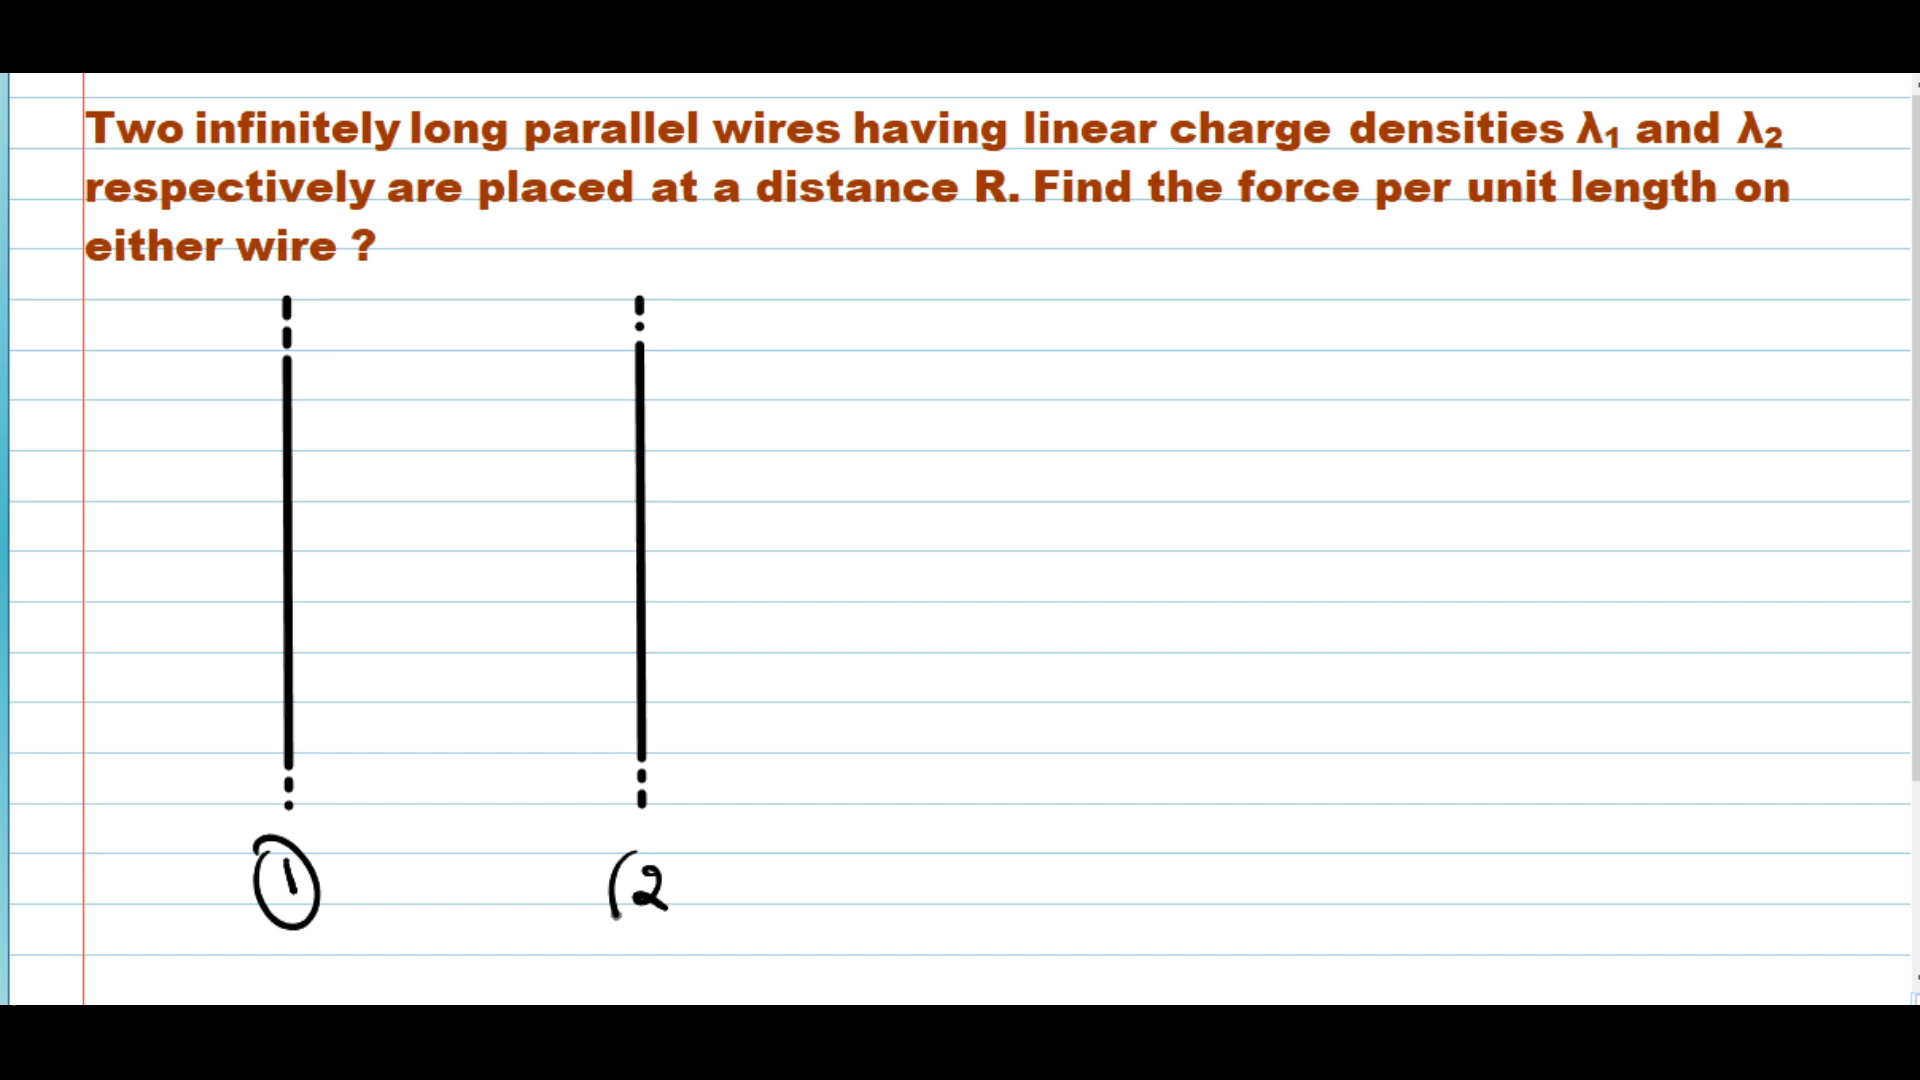 Two infinitely long parallel wires having linear charge densities λ₁ and λ₂
respectively are placed at a distance R. Find the force per unit length on
either wire ?
1 2